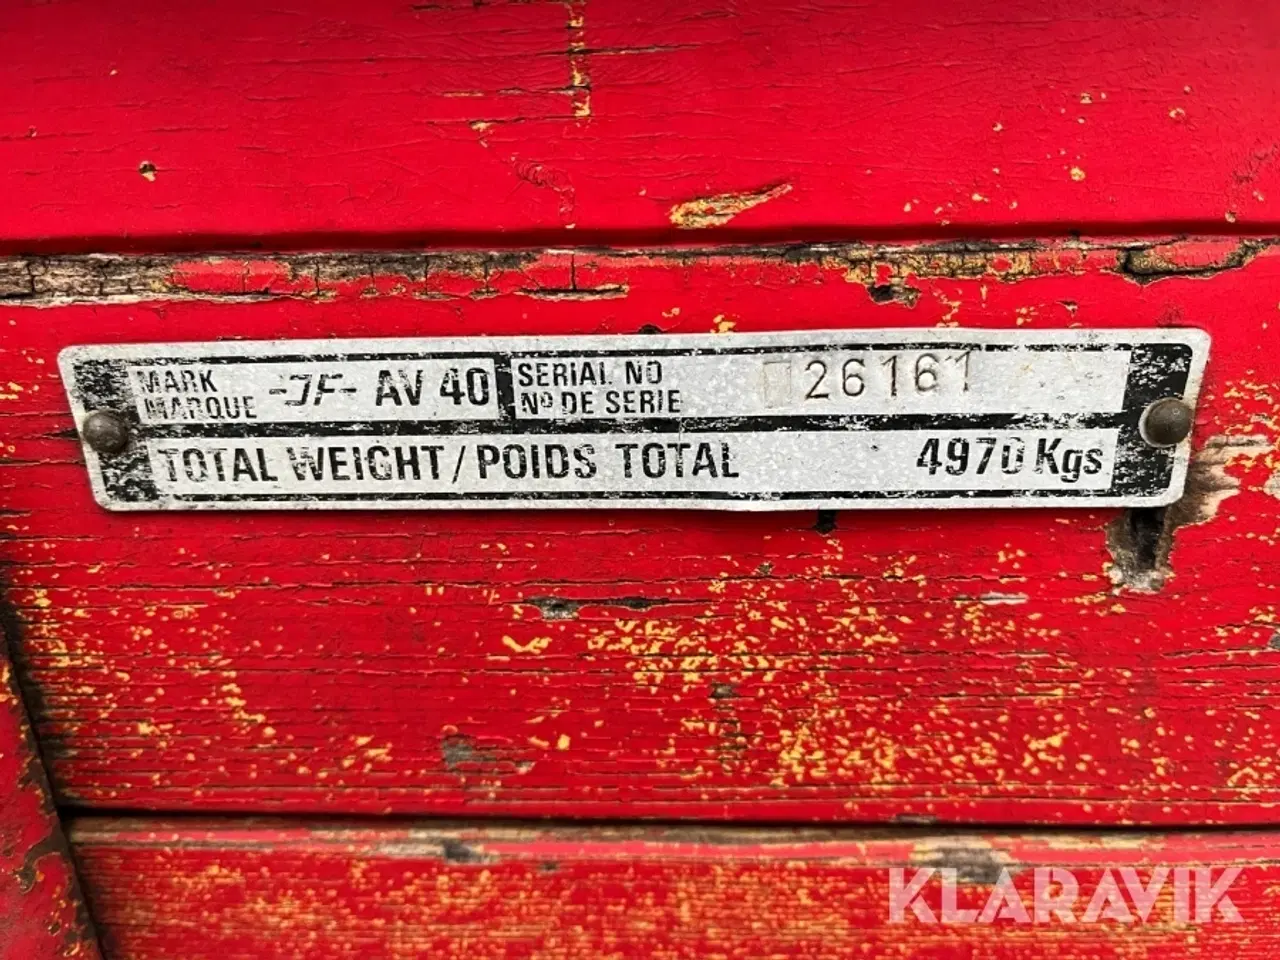 MARK
MARQUE
-JF- AV 40
SERIAL NO
Nº DE SERIE
26161
TOTAL WEIGHT/POIDS TOTAL 4970 Kgs
KLARAVIK